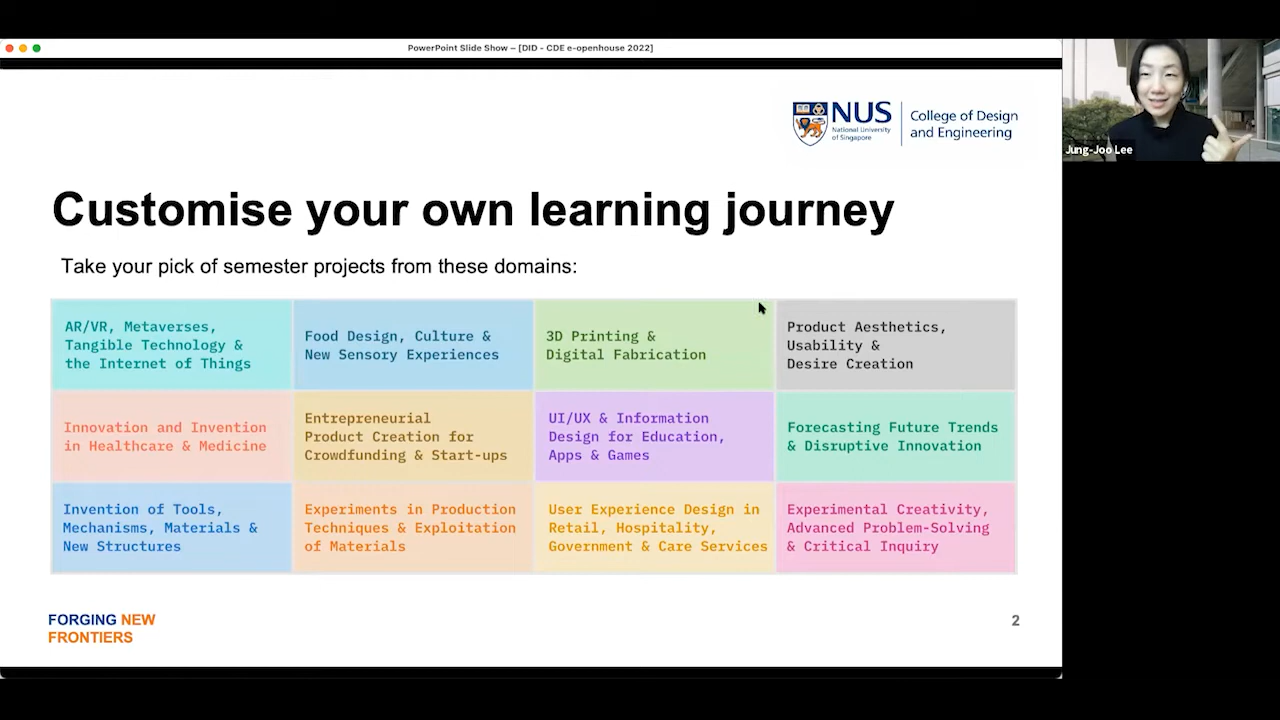 PowerPoint Slide Show – [DID - CDE e-openhouse 2022]
NUS
National University
of Singapore
College of Design
and Engineering
Jung-Joo Lee
Customise your own learning journey
Take your pick of semester projects from these domains:
AR/VR, Metaverses,
Tangible Technology &
the Internet of Things
Food Design, Culture &
New Sensory Experiences
3D Printing &
Digital Fabrication
Product Aesthetics,
Usability &
Desire Creation
Innovation and Invention
in Healthcare & Medicine
Entrepreneurial
Product Creation for
Crowdfunding & Start-ups
UI/UX & Information
Design for Education,
Apps & Games
Forecasting Future Trends
& Disruptive Innovation
Invention of Tools,
Mechanisms, Materials &
New Structures
Experiments in Production
Techniques & Exploitation
of Materials
User Experience Design in
Retail, Hospitality,
Government & Care Services
Experimental Creativity,
Advanced Problem-Solving
& Critical Inquiry
FORGING NEW
FRONTIERS
2